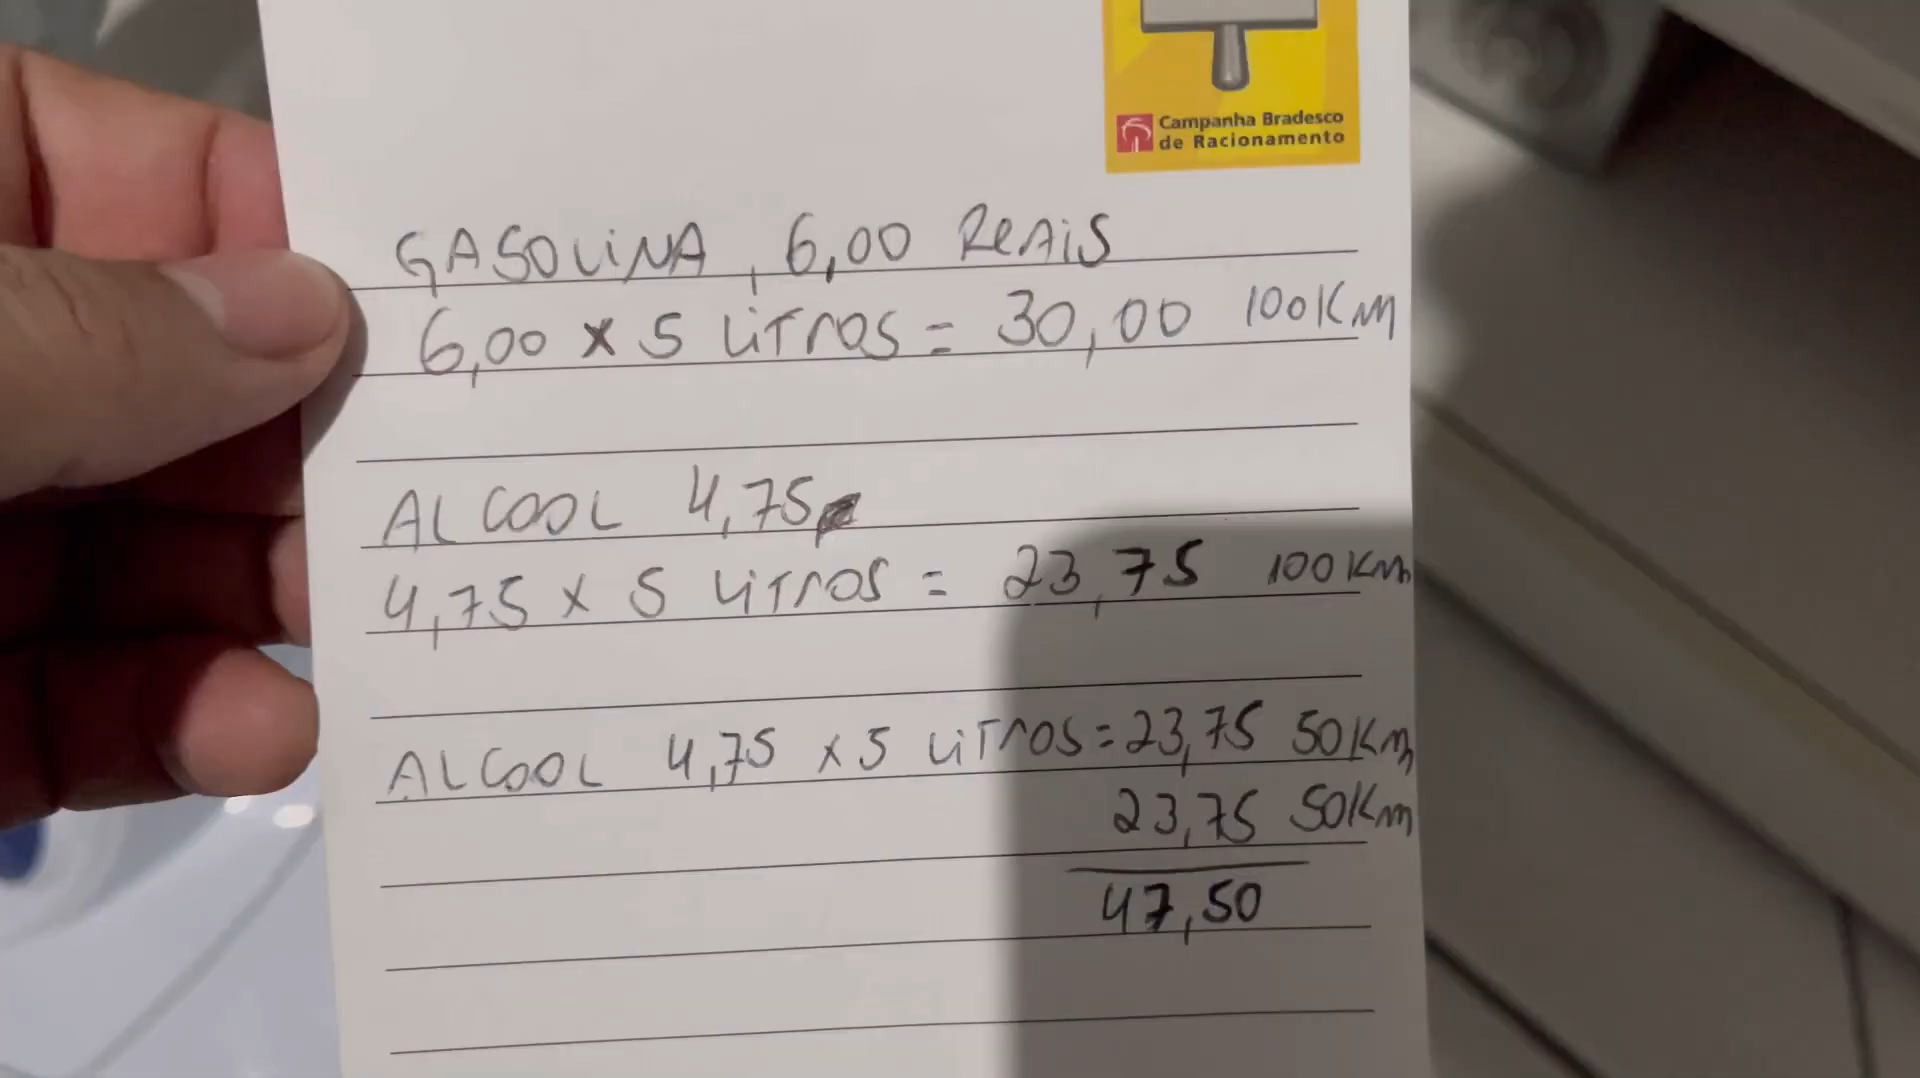 Campanha Bradesco
de Racionamento
GASOLINA, 6,00 ReAiS
6,00 x 5 LiTrOS = 30,00 100Km
ALCOOL 4,75
4,75 x 5 LiTrOS = 23,75 100Km
ALCOOL 4,75 x 5 LiTrOS = 23,75 50Km
23,75 50Km
47,50